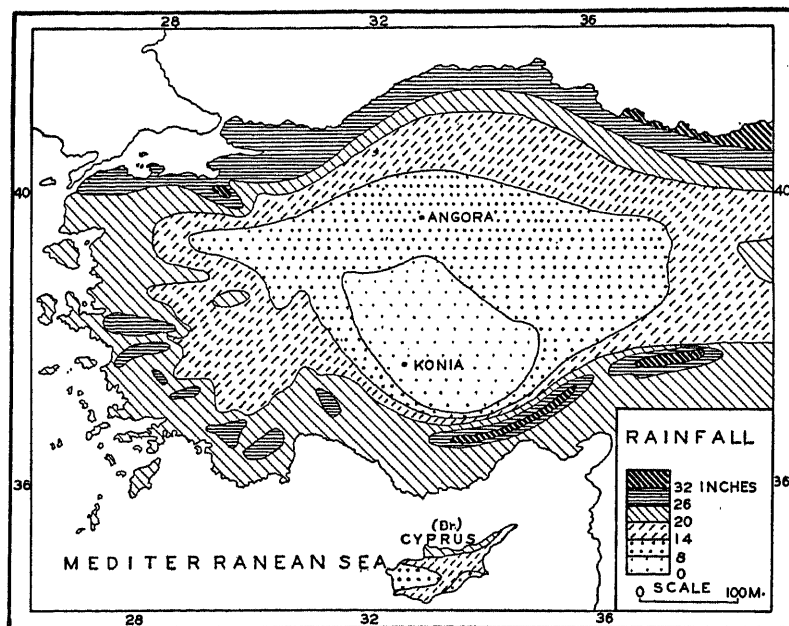 28 32 36
40 40
ANGORA
KONIA
RAINFALL
32 INCHES
26
20
14
8
0
SCALE
0 100M.
36 36
(Br.)
CYPRUS
MEDITERRANEAN SEA
28 32 36